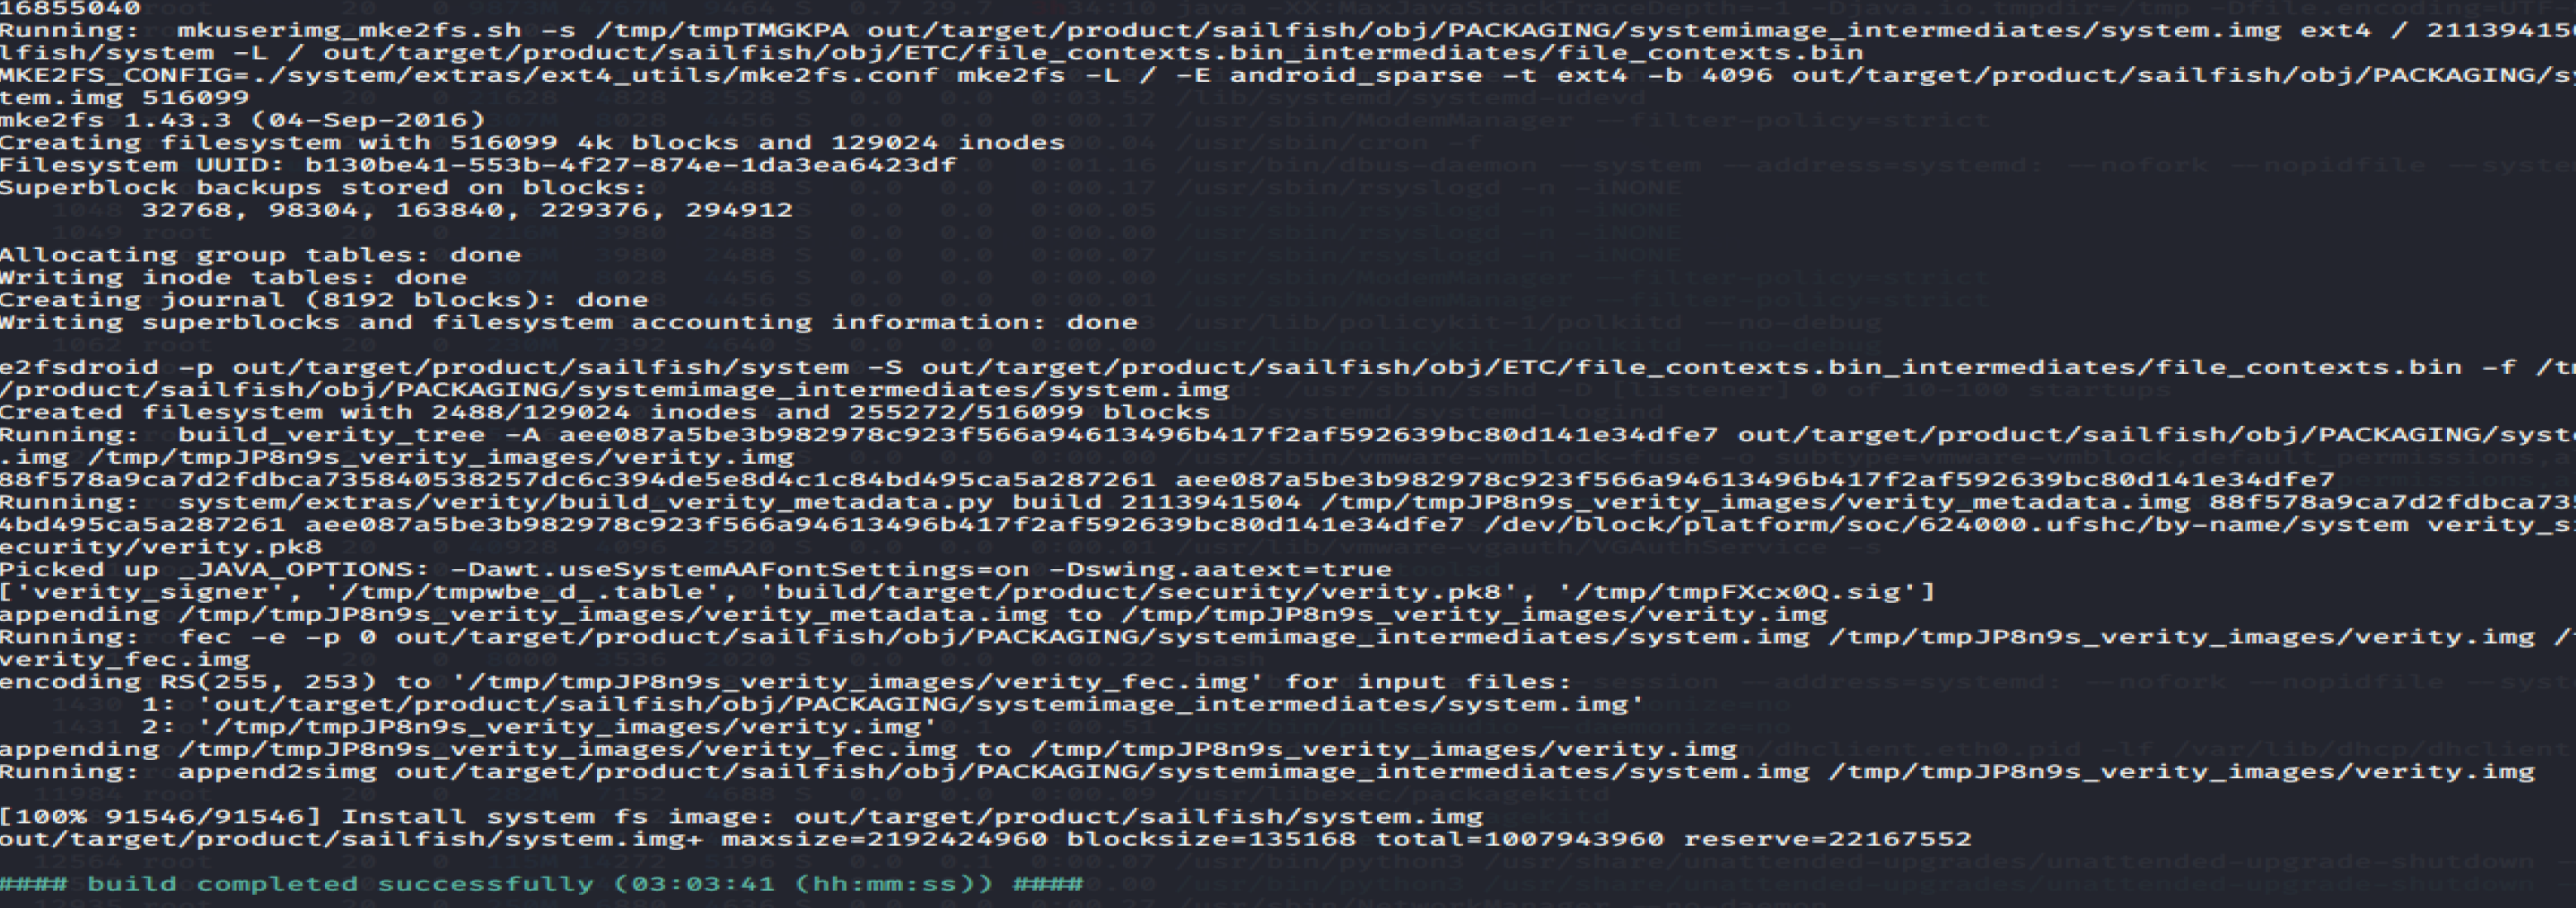 16855040
Running:  mkuserimg_mke2fs.sh -s /tmp/tmpTMGKPA out/target/product/sailfish/obj/PACKAGING/systemimage_intermediates/system.img ext4 / 211394150
lfish/system -L / out/target/product/sailfish/obj/ETC/file_contexts.bin_intermediates/file_contexts.bin
MKE2FS_CONFIG=./system/extras/ext4_utils/mke2fs.conf mke2fs -L / -E android_sparse -t ext4 -b 4096 out/target/product/sailfish/obj/PACKAGING/sy
tem.img 516099
mke2fs 1.43.3 (04-Sep-2016)
Creating filesystem with 516099 4k blocks and 129024 inodes
Filesystem UUID: b130be41-553b-4f27-874e-1da3ea6423df
Superblock backups stored on blocks:
32768, 98304, 163840, 229376, 294912
Allocating group tables: done
Writing inode tables: done
Creating journal (8192 blocks): done
Writing superblocks and filesystem accounting information: done
e2fsdroid -p out/target/product/sailfish/system -S out/target/product/sailfish/obj/ETC/file_contexts.bin_intermediates/file_contexts.bin -f /tm
/product/sailfish/obj/PACKAGING/systemimage_intermediates/system.img
Created filesystem with 2488/129024 inodes and 255272/516099 blocks
Running:  build_verity_tree -A aee087a5be3b982978c923f566a94613496b417f2af592639bc80d141e34dfe7 out/target/product/sailfish/obj/PACKAGING/syste
.img /tmp/tmpJP8n9s_verity_images/verity.img
88f578a9ca7d2fdbca735840538257dc6c394de5e8d4c1c84bd495ca5a287261 aee087a5be3b982978c923f566a94613496b417f2af592639bc80d141e34dfe7
Running:  system/extras/verity/build_verity_metadata.py build 2113941504 /tmp/tmpJP8n9s_verity_images/verity_metadata.img 88f578a9ca7d2fdbca735
4bd495ca5a287261 aee087a5be3b982978c923f566a94613496b417f2af592639bc80d141e34dfe7 /dev/block/platform/soc/624000.ufshc/by-name/system verity_si
ecurity/verity.pk8
Picked up _JAVA_OPTIONS: -Dawt.useSystemAAFontSettings=on -Dswing.aatext=true
['verity_signer', '/tmp/tmpwbe_d_.table', 'build/target/product/security/verity.pk8', '/tmp/tmpFXcx0Q.sig']
appending /tmp/tmpJP8n9s_verity_images/verity_metadata.img to /tmp/tmpJP8n9s_verity_images/verity.img
Running:  fec -e -p 0 out/target/product/sailfish/obj/PACKAGING/systemimage_intermediates/system.img /tmp/tmpJP8n9s_verity_images/verity.img /t
verity_fec.img
encoding RS(255, 253) to '/tmp/tmpJP8n9s_verity_images/verity_fec.img' for input files:
1: 'out/target/product/sailfish/obj/PACKAGING/systemimage_intermediates/system.img'
2: '/tmp/tmpJP8n9s_verity_images/verity.img'
appending /tmp/tmpJP8n9s_verity_images/verity_fec.img to /tmp/tmpJP8n9s_verity_images/verity.img
Running:  append2simg out/target/product/sailfish/obj/PACKAGING/systemimage_intermediates/system.img /tmp/tmpJP8n9s_verity_images/verity.img
[100% 91546/91546] Install system fs image: out/target/product/sailfish/system.img
out/target/product/sailfish/system.img+ maxsize=2192424960 blocksize=135168 total=1007943960 reserve=22167552
#### build completed successfully (03:03:41 (hh:mm:ss)) ####